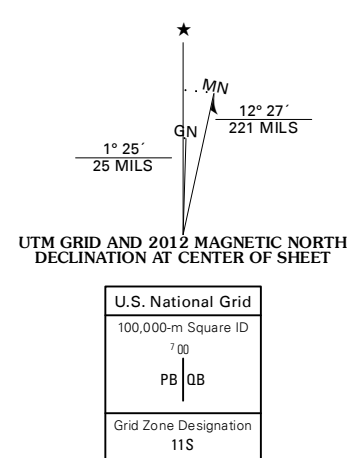 ★
MN
GN
12° 27´
221 MILS
1° 25´
25 MILS
UTM GRID AND 2012 MAGNETIC NORTH
DECLINATION AT CENTER OF SHEET
U.S. National Grid
100,000-m Square ID
7 00
PB QB
Grid Zone Designation
11S